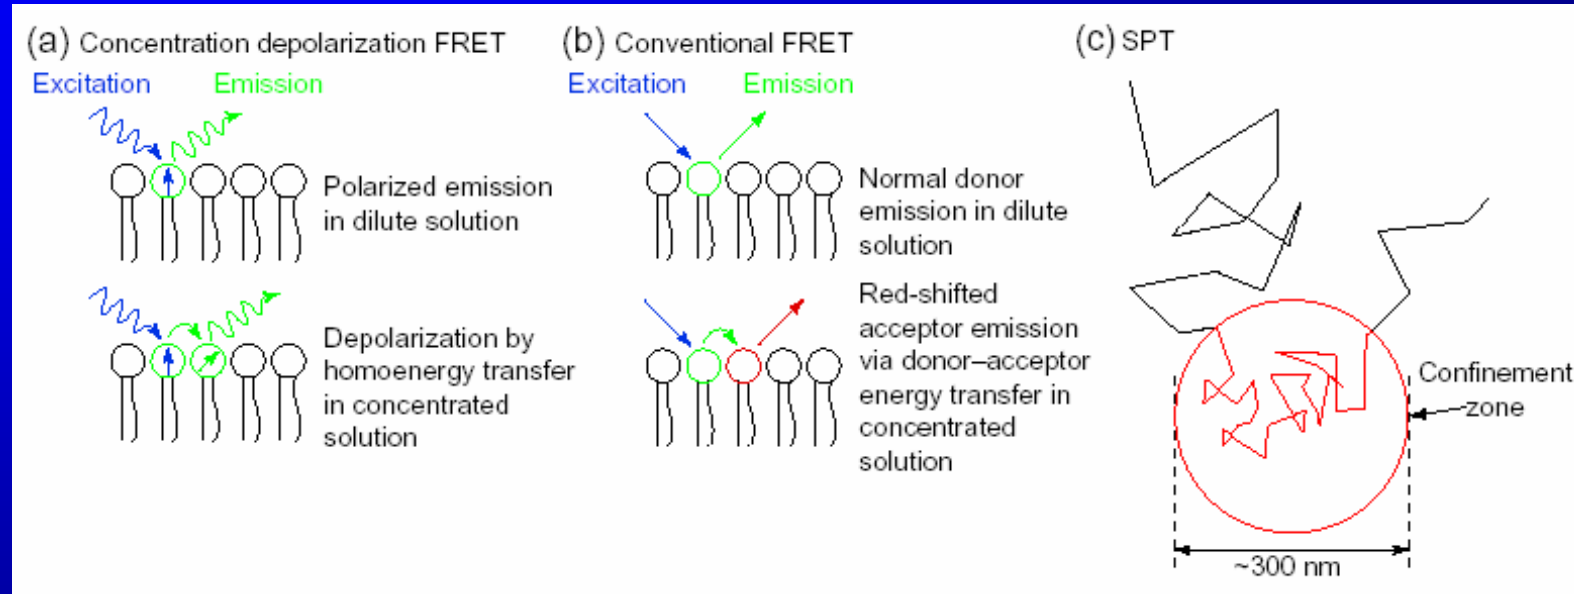 (a) Concentration depolarization FRET
Excitation
Emission
Polarized emission
in dilute solution
Depolarization by
homoenergy transfer
in concentrated
solution
(b) Conventional FRET
Excitation
Emission
Normal donor
emission in dilute
solution
Red-shifted
acceptor emission
via donor–acceptor
energy transfer in
concentrated
solution
(c) SPT
Confinement
zone
~300 nm